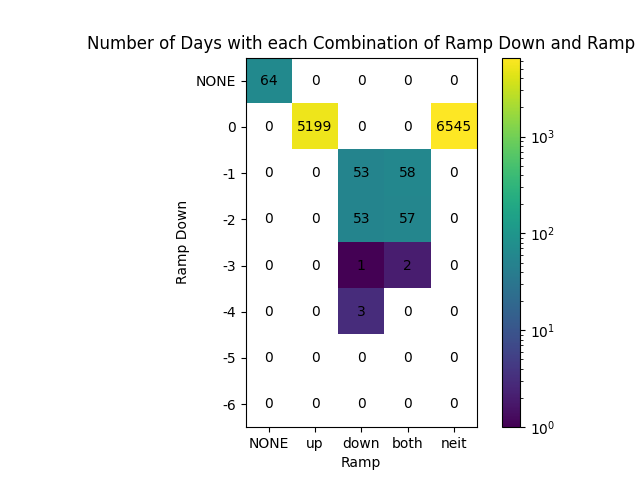 Number of Days with each Combination of Ramp Down and Ramp
NONE 64 0 0 0 0
0 0 5199 0 0 6545
-1 0 0 53 58 0
-2 0 0 53 57 0
-3 0 0 1 2 0
-4 0 0 3 0 0
-5 0 0 0 0 0
-6 0 0 0 0 0
NONE up down both neit
Ramp
Ramp Down
10³
10²
10¹
10⁰